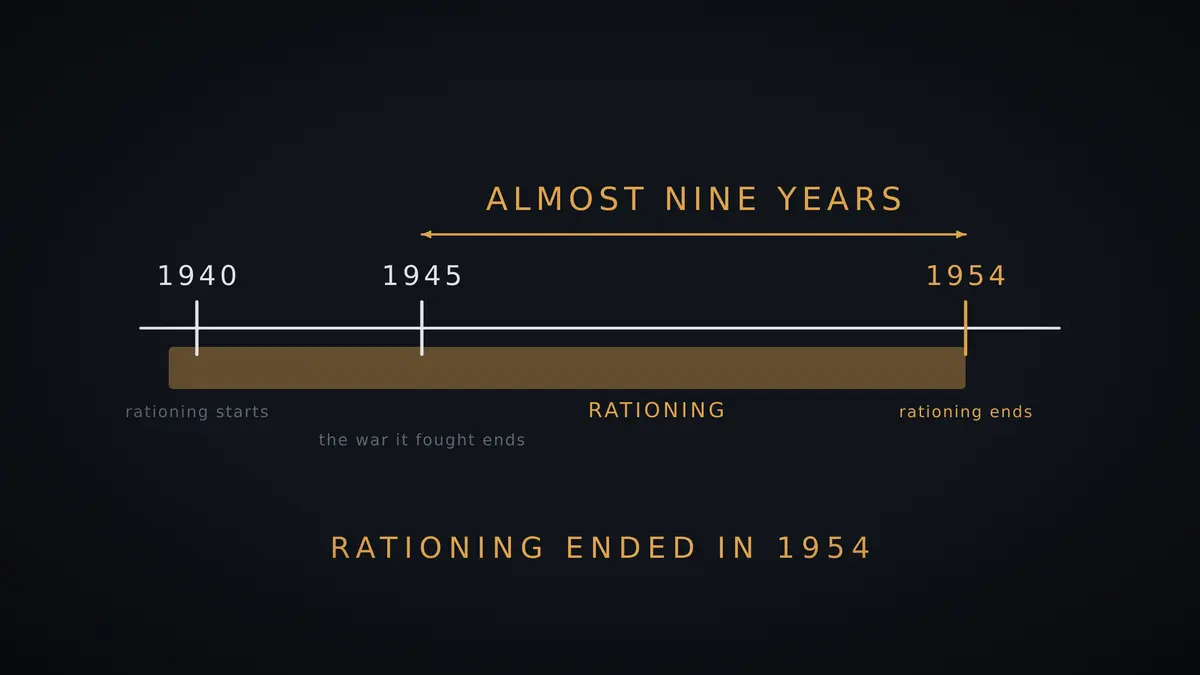 ALMOST NINE YEARS
1940 1945 1954
rationing starts RATIONING rationing ends
the war it fought ends
RATIONING ENDED IN 1954